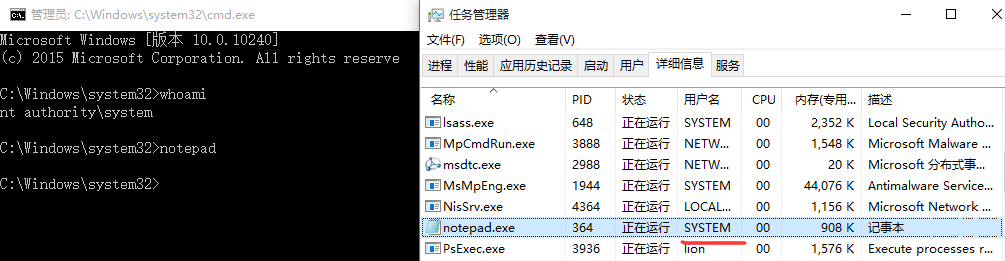 管理员: C:\Windows\system32\cmd.exe
Microsoft Windows [版本 10.0.10240]
(c) 2015 Microsoft Corporation. All rights reserve
C:\Windows\system32>whoami
nt authority\system
C:\Windows\system32>notepad
C:\Windows\system32>
任务管理器
文件(F) 选项(O) 查看(V)
进程 性能 应用历史记录 启动 用户 详细信息 服务
名称 PID 状态 用户名 CPU 内存(专用... 描述
lsass.exe 648 正在运行 SYSTEM 00 2,352 K Local Security Autho...
MpCmdRun.exe 3888 正在运行 NETW... 00 1,548 K Microsoft Malware ...
msdtc.exe 2988 正在运行 NETW... 00 20 K Microsoft 分布式事...
MsMpEng.exe 1944 正在运行 SYSTEM 00 44,076 K Antimalware Service...
NisSrv.exe 4364 正在运行 LOCAL... 00 1,156 K Microsoft Network ...
notepad.exe 364 正在运行 SYSTEM 00 908 K 记事本
PsExec.exe 3936 正在运行 lion 00 1,576 K Execute processes r...